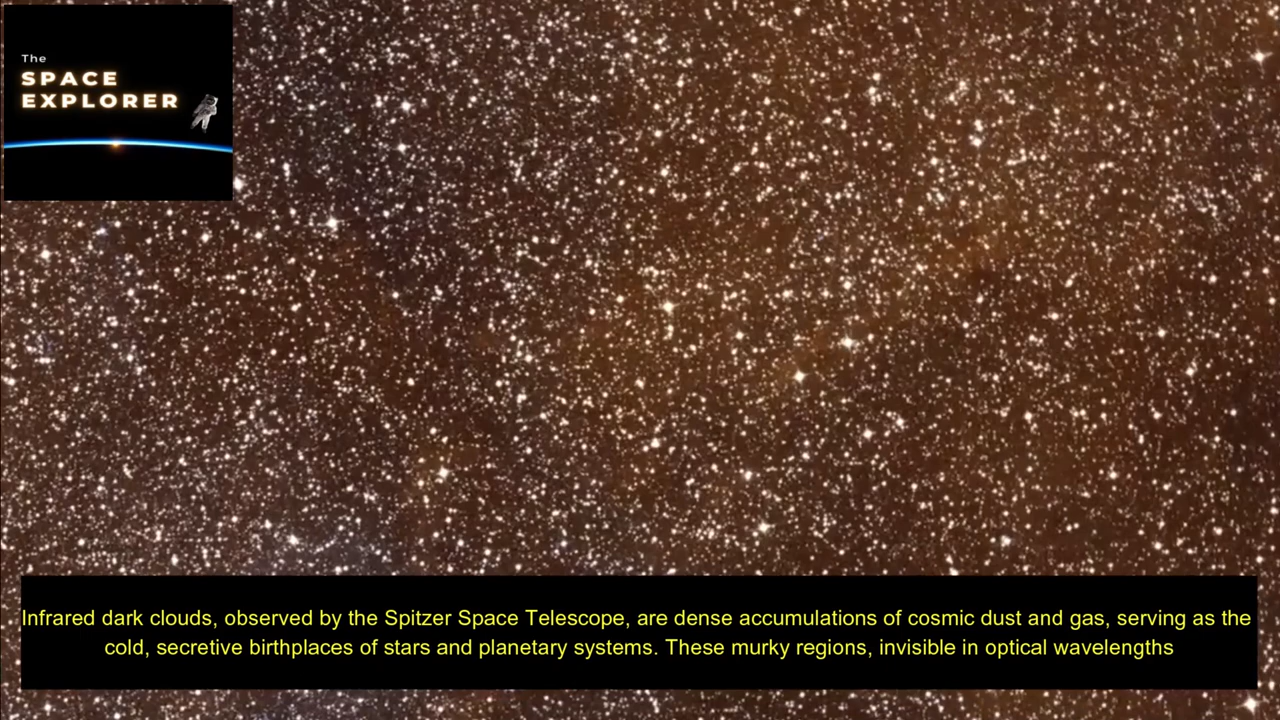 The
SPACE
EXPLORER
Infrared dark clouds, observed by the Spitzer Space Telescope, are dense accumulations of cosmic dust and gas, serving as the
cold, secretive birthplaces of stars and planetary systems. These murky regions, invisible in optical wavelengths